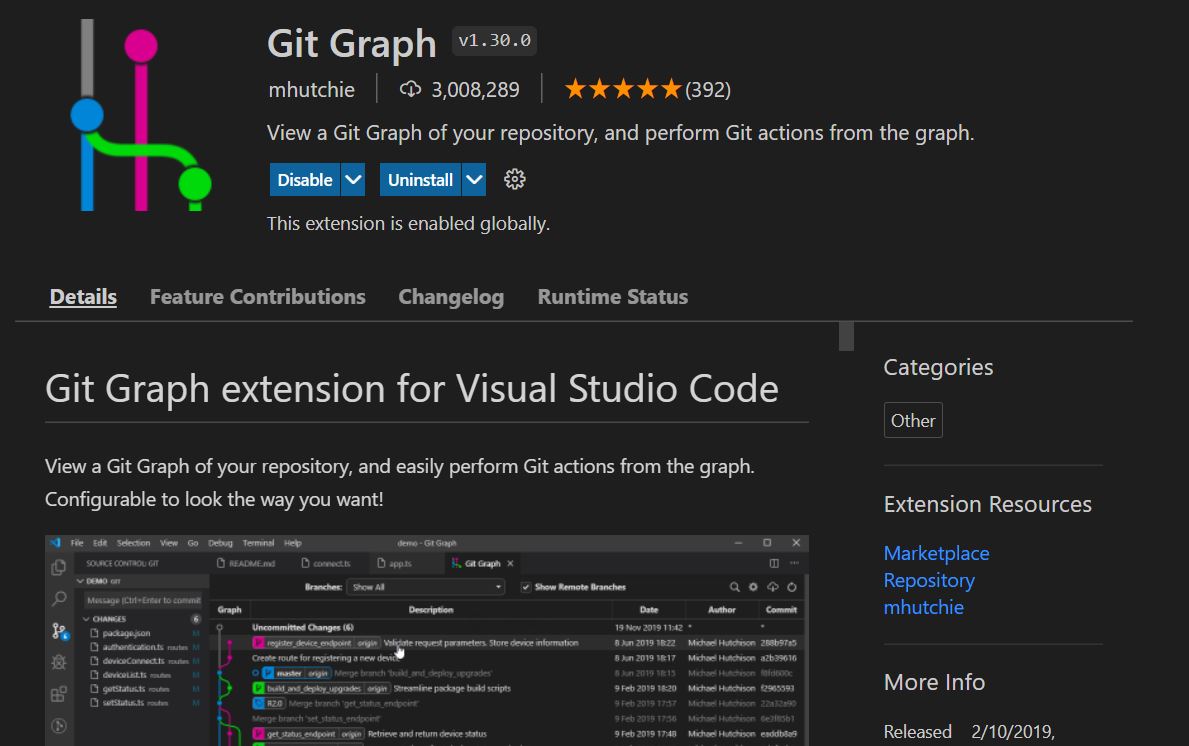 Git Graph v1.30.0
mhutchie 3,008,289 (392)
View a Git Graph of your repository, and perform Git actions from the graph.
Disable Uninstall
This extension is enabled globally.
Details Feature Contributions Changelog Runtime Status
Git Graph extension for Visual Studio Code
View a Git Graph of your repository, and easily perform Git actions from the graph.
Configurable to look the way you want!
File Edit Selection View Go Debug Terminal Help demo - Git Graph
SOURCE CONTROL: GIT README.md connect.ts app.ts Git Graph
DEMO GIT Branches: Show All Show Remote Branches
Message (Ctrl+Enter to commit Graph Description Date Author Commit
CHANGES 6 Uncommitted Changes (6) 19 Nov 2019 11:42 * *
package.json M register_device_endpoint origin Validate request parameters. Store device information 8 Jun 2019 18:22 Michael Hutchison 288b97a5
authentication.ts routes M Create route for registering a new device 8 Jun 2019 18:17 Michael Hutchison a2b39616
deviceConnect.ts routes M master origin Merge branch 'build_and_deploy_upgrades' 8 Jun 2019 18:15 Michael Hutchison f8fd600c
deviceList.ts routes M build_and_deploy_upgrades origin Streamline package build scripts 9 Feb 2019 18:20 Michael Hutchison f2965593
getStatus.ts routes M R2.0 Merge branch 'get_status_endpoint' 9 Feb 2019 17:57 Michael Hutchison 22a32a90
setStatus.ts routes M Merge branch 'set_status_endpoint' 9 Feb 2019 17:56 Michael Hutchison 6e3f85b1
get_status_endpoint origin Retrieve and return device status 9 Feb 2019 17:48 Michael Hutchison eaddb8a9
Categories
Other
Extension Resources
Marketplace
Repository
mhutchie
More Info
Released 2/10/2019,